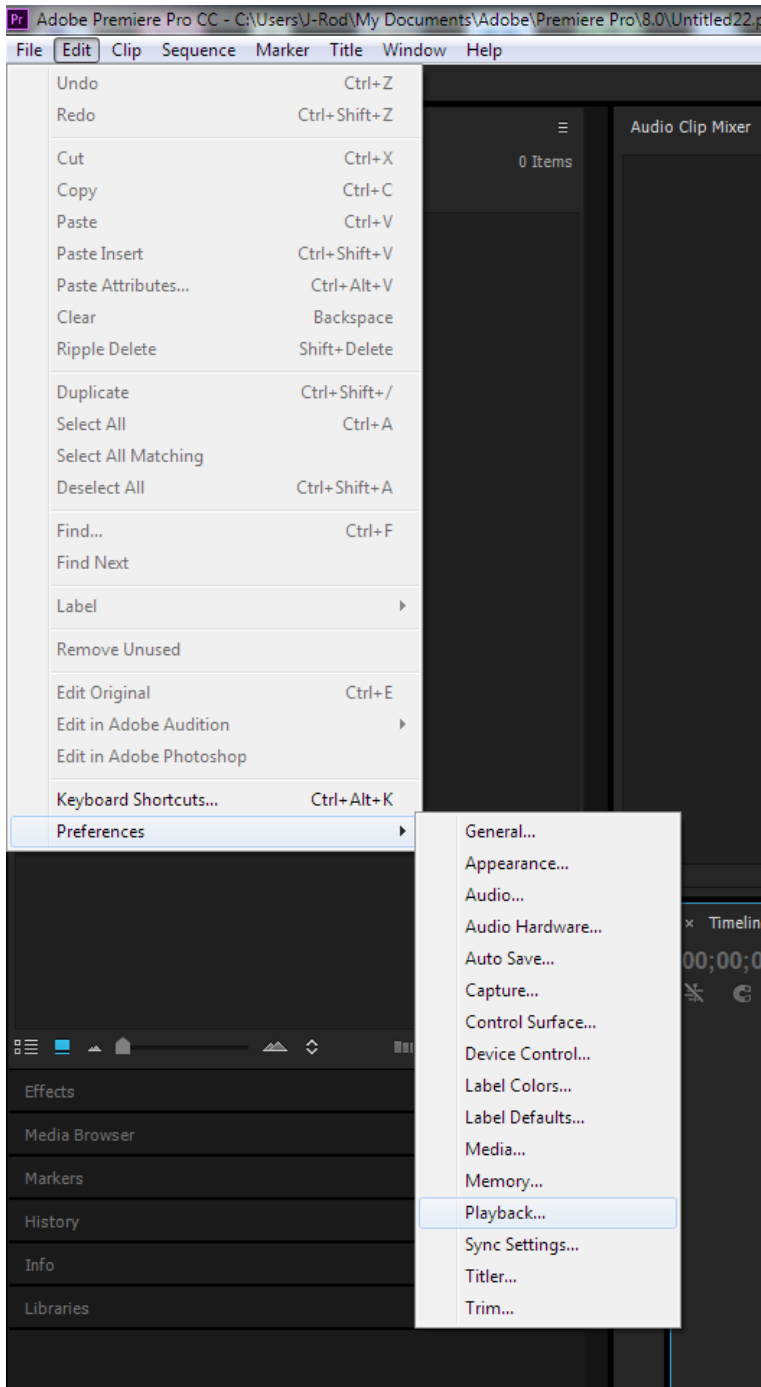 Pr Adobe Premiere Pro CC - C:\Users\J-Rod\My Documents\Adobe\Premiere Pro\8.0\Untitled22.p
File Edit Clip Sequence Marker Title Window Help
Undo Ctrl+Z
Redo Ctrl+Shift+Z
Cut Ctrl+X
Copy Ctrl+C
Paste Ctrl+V
Paste Insert Ctrl+Shift+V
Paste Attributes... Ctrl+Alt+V
Clear Backspace
Ripple Delete Shift+Delete
Duplicate Ctrl+Shift+/
Select All Ctrl+A
Select All Matching
Deselect All Ctrl+Shift+A
Find... Ctrl+F
Find Next
Label
Remove Unused
Edit Original Ctrl+E
Edit in Adobe Audition
Edit in Adobe Photoshop
Keyboard Shortcuts... Ctrl+Alt+K
Preferences
General...
Appearance...
Audio...
Audio Hardware...
Auto Save...
Capture...
Control Surface...
Device Control...
Label Colors...
Label Defaults...
Media...
Memory...
Playback...
Sync Settings...
Titler...
Trim...
Audio Clip Mixer
0 Items
× Timelin
00;00;0
Effects
Media Browser
Markers
History
Info
Libraries